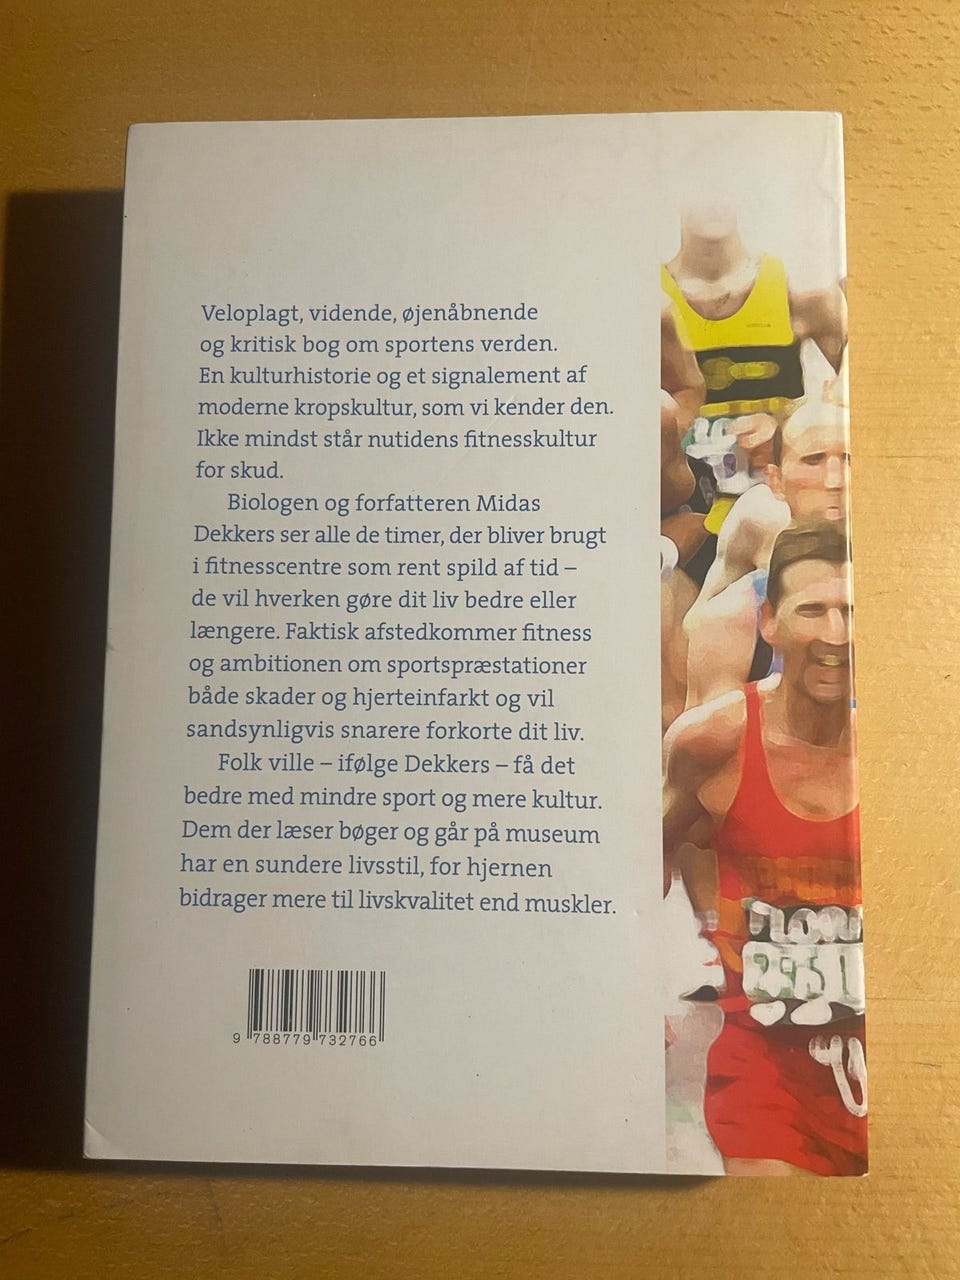 Veloplagt, vidende, øjenåbnende
og kritisk bog om sportens verden.
En kulturhistorie og et signalement af
moderne kropskultur, som vi kender den.
Ikke mindst står nutidens fitnesskultur
for skud.
Biologen og forfatteren Midas
Dekkers ser alle de timer, der bliver brugt
i fitnesscentre som rent spild af tid –
de vil hverken gøre dit liv bedre eller
længere. Faktisk afstedkommer fitness
og ambitionen om sportspræstationer
både skader og hjerteinfarkt og vil
sandsynligvis snarere forkorte dit liv.
Folk ville – ifølge Dekkers – få det
bedre med mindre sport og mere kultur.
Dem der læser bøger og går på museum
har en sundere livsstil, for hjernen
bidrager mere til livskvalitet end muskler.
9 788779 732766
2951